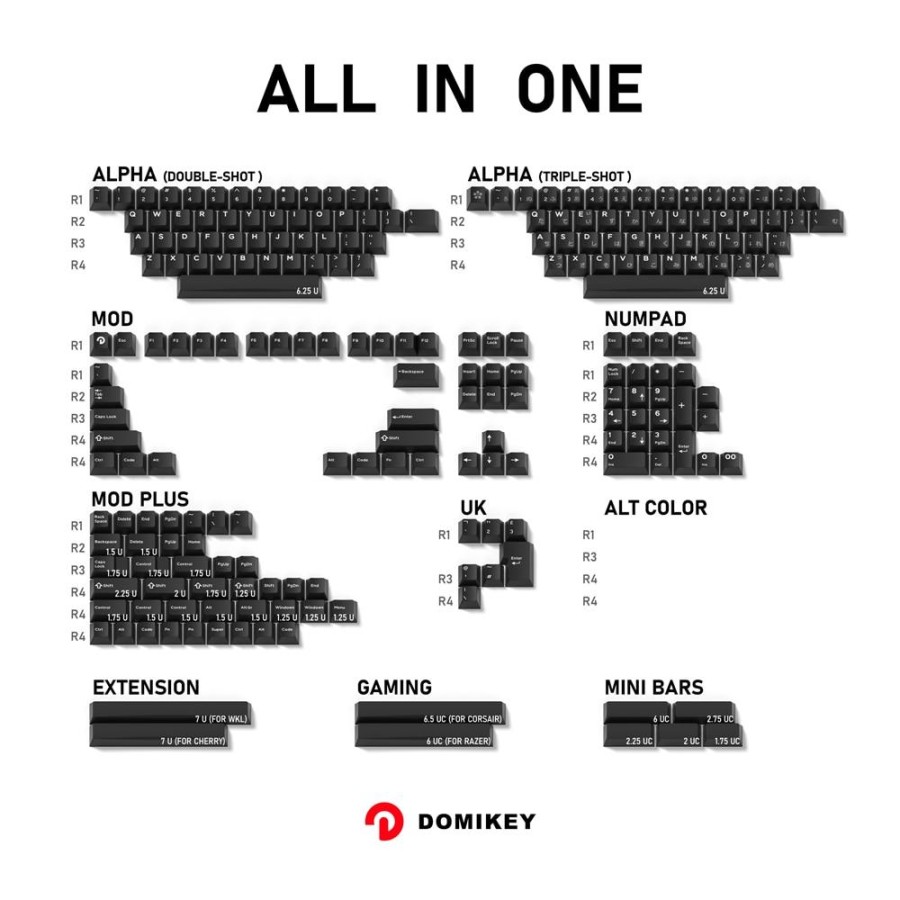 ALL IN ONE
ALPHA (DOUBLE-SHOT )
ALPHA (TRIPLE-SHOT )
R1
R2
R3
R4
Q W E R T Y U I O P
A S D F G H J K L
Z X C V B N M
6.25 U
R1
R2
R3
R4
Q W E R T Y U I O P
A S D F G H J K L
Z X C V B N M
6.25 U
MOD
NUMPAD
R1
Esc F1 F2 F3 F4 F5 F6 F7 F8 F9 F10 F11 F12 PrtSc Scroll Lock Pause
R1
Backspace Insert Home PgUp
R2
Tab Delete End PgDn
R3
Caps Lock Enter
R4
Shift Shift
R4
Ctrl Code Alt Alt Code Fn Ctrl
R1
Esc Shift End Back Space
R1
Num Lock / * −
R2
7 Home 8 9 PgUp −
R3
4 5 6 + +
R4
1 End 2 3 PgDn Enter
R4
0 . 0 00
MOD PLUS
R1
Back Space Delete End PgDn
R2
Backspace 1.5 U Delete 1.5 U PgUp Home
R3
Caps Lock 1.75 U Control 1.75 U Control 1.75 U PgUp PgDn
R4
Shift 2.25 U Shift 2 U Shift 1.75 U Shift 1.25 U Shift PgDn End
R4
Control 1.75 U Control 1.5 U Control 1.5 U Alt 1.5 U AltGr 1.5 U Windows 1.25 U Windows 1.25 U Menu 1.25 U
R4
Ctrl Alt Code Fn Fn Super Ctrl Alt Code
UK
R1
Enter
R3
R4
ALT COLOR
R1
R3
R4
R4
EXTENSION
7 U (FOR WKL)
7 U (FOR CHERRY)
GAMING
6.5 UC (FOR CORSAIR)
6 UC (FOR RAZER)
MINI BARS
6 UC 2.75 UC
2.25 UC 2 UC 1.75 UC
DOMIKEY